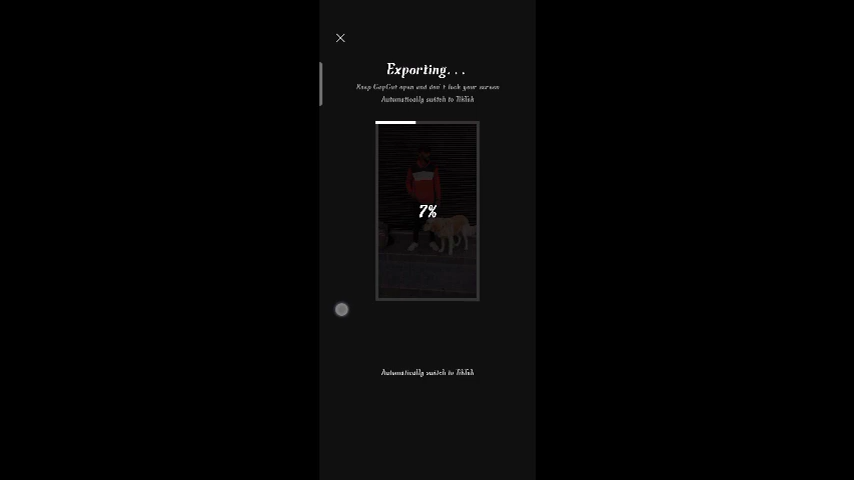 Exporting...
Keep CapCut open and don't lock your screen
Automatically switch to TikTok
7%
Automatically switch to TikTok